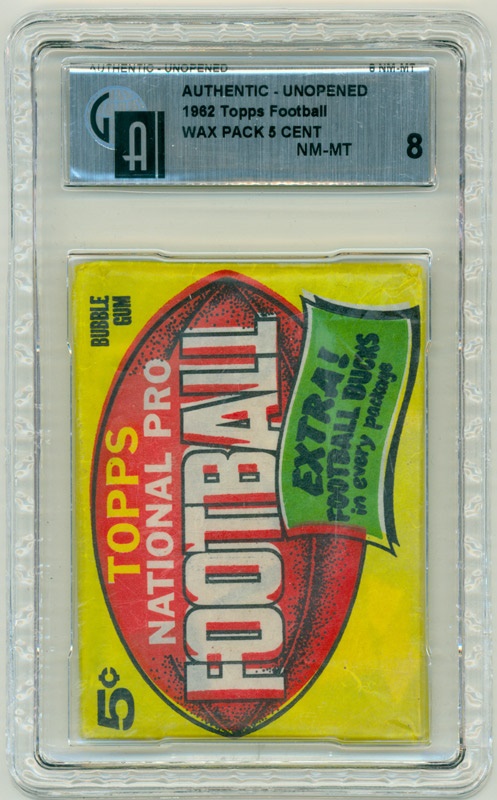 AUTHENTIC - UNOPENED 8 NM-MT
AUTHENTIC - UNOPENED
1962 Topps Football
WAX PACK 5 CENT
NM-MT 8
GA
BUBBLE
GUM
5¢
TOPPS
NATIONAL PRO
FOOTBALL
EXTRA!
FOOTBALL BUCKS
in every package